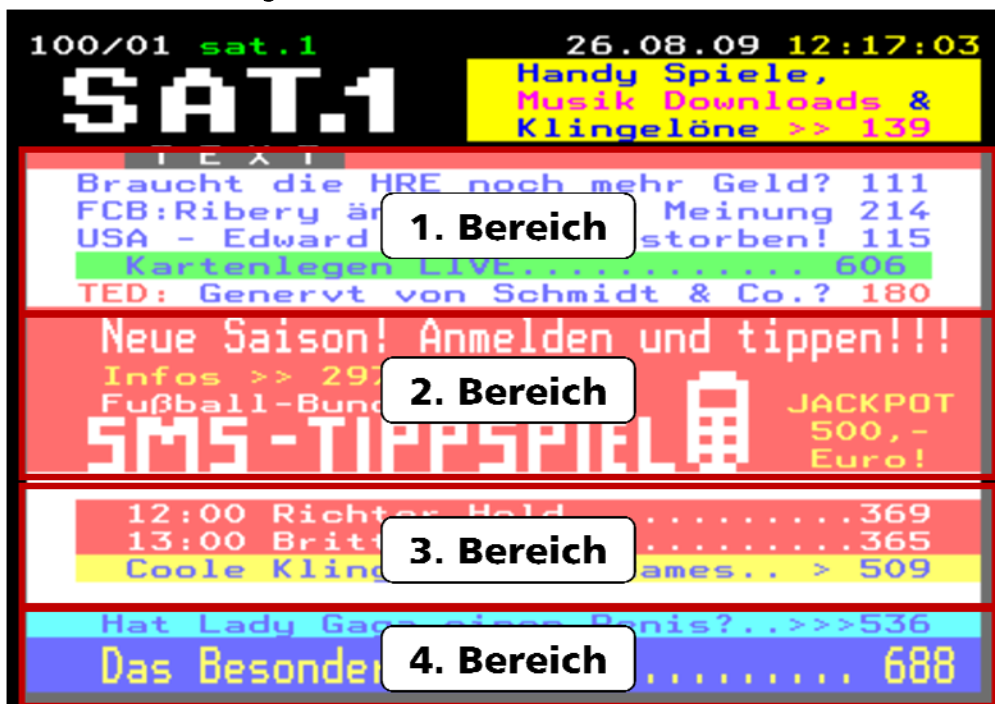 100/01 sat.1 26.08.09 12:17:03
SAT.1
TEXT
Handy Spiele,
Musik Downloads &
Klingelöne >> 139
Braucht die HRE noch mehr Geld? 111
FCB:Ribery Meinung 214
USA - Edward storben! 115
1. Bereich
Kartenlegen LIVE............ 606
TED: Genervt von Schmidt & Co.? 180
Neue Saison! Anmelden und tippen!!!
Infos >> 297
Fußball-Bund
SMS-TIPPSPIEL
JACKPOT
500,-
Euro!
2. Bereich
12:00 Richter Hold .........369
13:00 Britt .........365
Coole Kling ames.. > 509
3. Bereich
Hat Lady Gaga einen Penis?..>>>536
Das Besonder ......... 688
4. Bereich